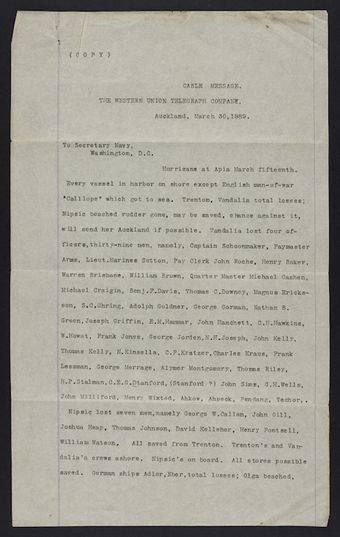 (COPY)
CABLE MESSAGE.
THE WESTERN UNION TELEGRAPH COMPANY.
Auckland, March 30, 1889.
To Secretary Navy,
Washington, D.C.
Hurricane at Apia March fifteenth.
Every vessel in harbor on shore except English man-of-war
"Calliope" which got to sea. Trenton, Vandalia total losses;
Nipsic beached rudder gone, may be saved, chance against it,
will send her Auckland if possible. Vandalia lost four of-
ficers, thirty-nine men, namely, Captain Schoonmaker, Paymaster
Arms, Lieut.Marines Sutton, Pay Clerk John Roche, Henry Baker,
Warren Brisbane, William Brown, Quarter Master Michael Cashen,
Michael Craigin, Benj.F.Davis, Thomas C.Downey, Magnus Ericks-
son, S.C.Ghring, Adolph Goldner, George Gorman, Nathan B.
Green, Joseph Griffin, E.M.Hammar, John Hanchett, C.H.Hawkins,
W.Howat, Frank Jones, George Jorden, N.H.Joseph, John Kelly,
Thomas Kelly, N.Kinsella, C.P.Kratzer, Charles Kraus, Frank
Lessman, George Merrage, Aylmer Montgomery, Thomas Riley,
H.P.Stalman, C.E.G.Stanford, (Stanford ?) John Sims, G.H.Wells,
John Milliford, Henry Wixted, Ahkow, Ahpeck, Pendang, Techor..
Nipsic lost seven men, namely George W.Callan, John Gill,
Joshua Heap, Thomas Johnson, David Kelleher, Henry Pontsell,
William Watson. All saved from Trenton. Trenton's and Van-
dalia's crews ashore. Nipsic's on board. All stores possible
saved. German ships Adler, Eber, total losses; Olga beached,